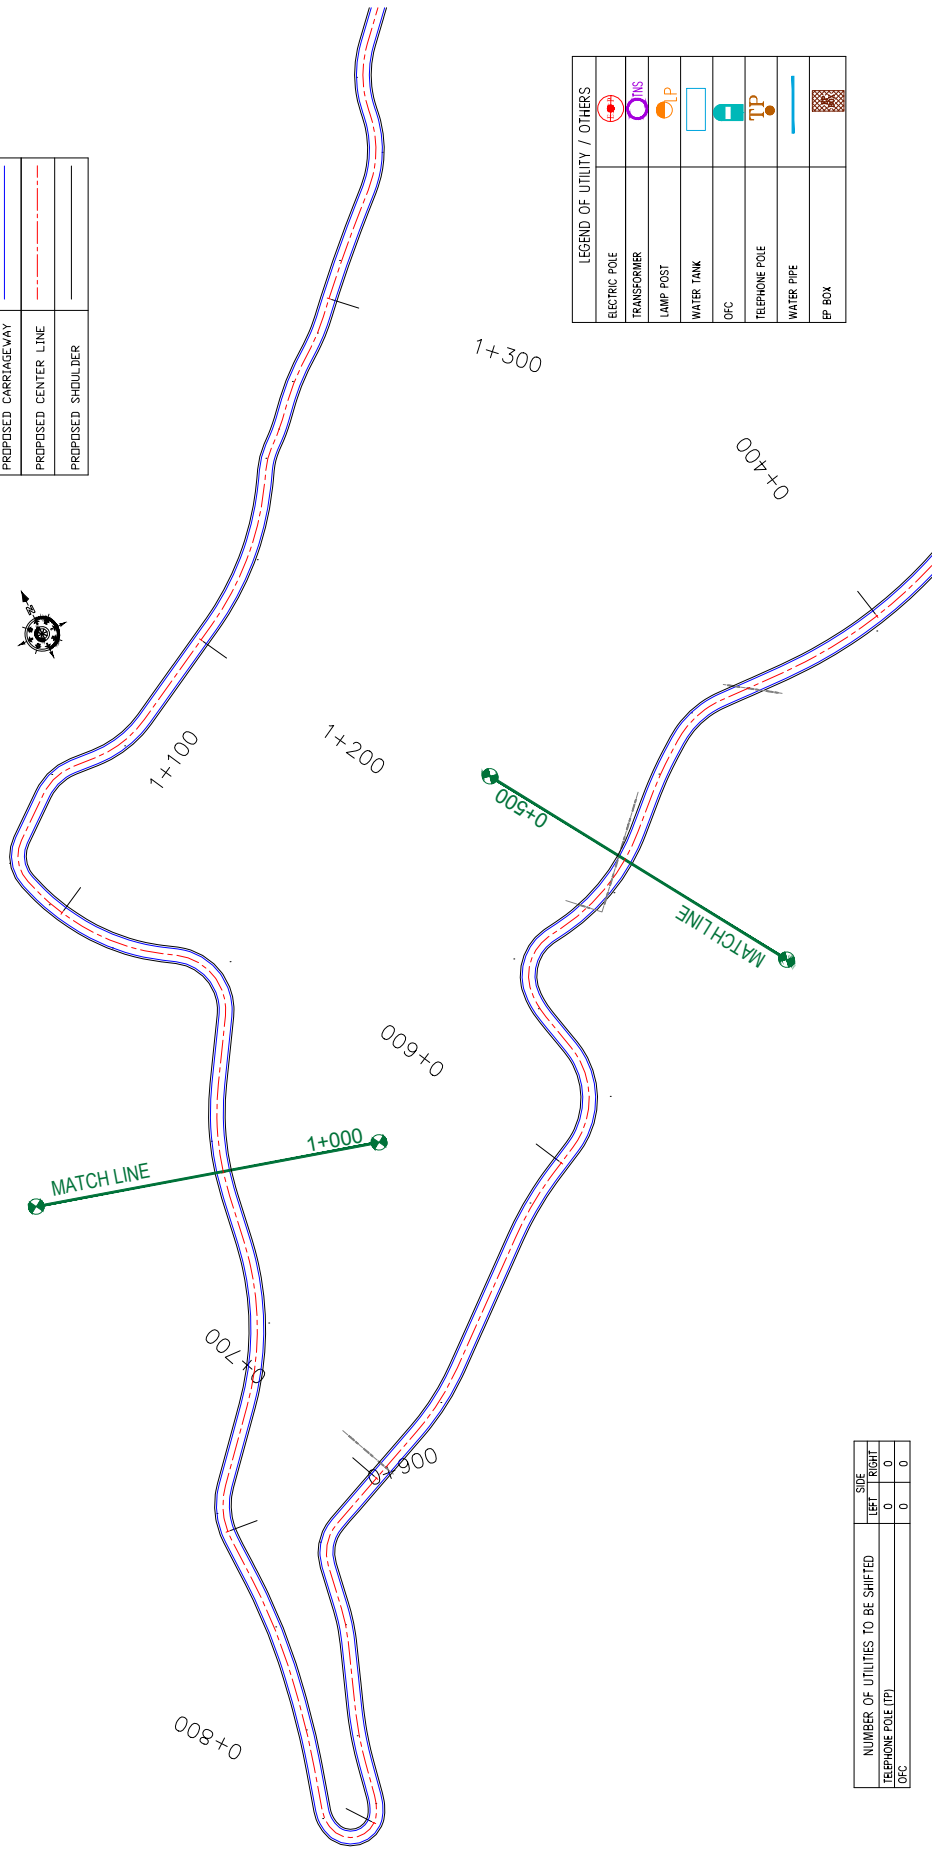 PROPOSED CARRIAGEWAY
PROPOSED CENTER LINE
PROPOSED SHOULDER
LEGEND OF UTILITY / OTHERS
ELECTRIC POLE
TRANSFORMER
TNS
LAMP POST
LP
WATER TANK
OFC
TELEPHONE POLE
TP
WATER PIPE
EP BOX
1+300
0+400
N
1+100
1+200
0+500
MATCH LINE
0+600
1+000
MATCH LINE
0+700
0+900
0+800
NUMBER OF UTILITIES TO BE SHIFTED
SIDE
LEFT RIGHT
TELEPHONE POLE (TP) 0 0
OFC 0 0